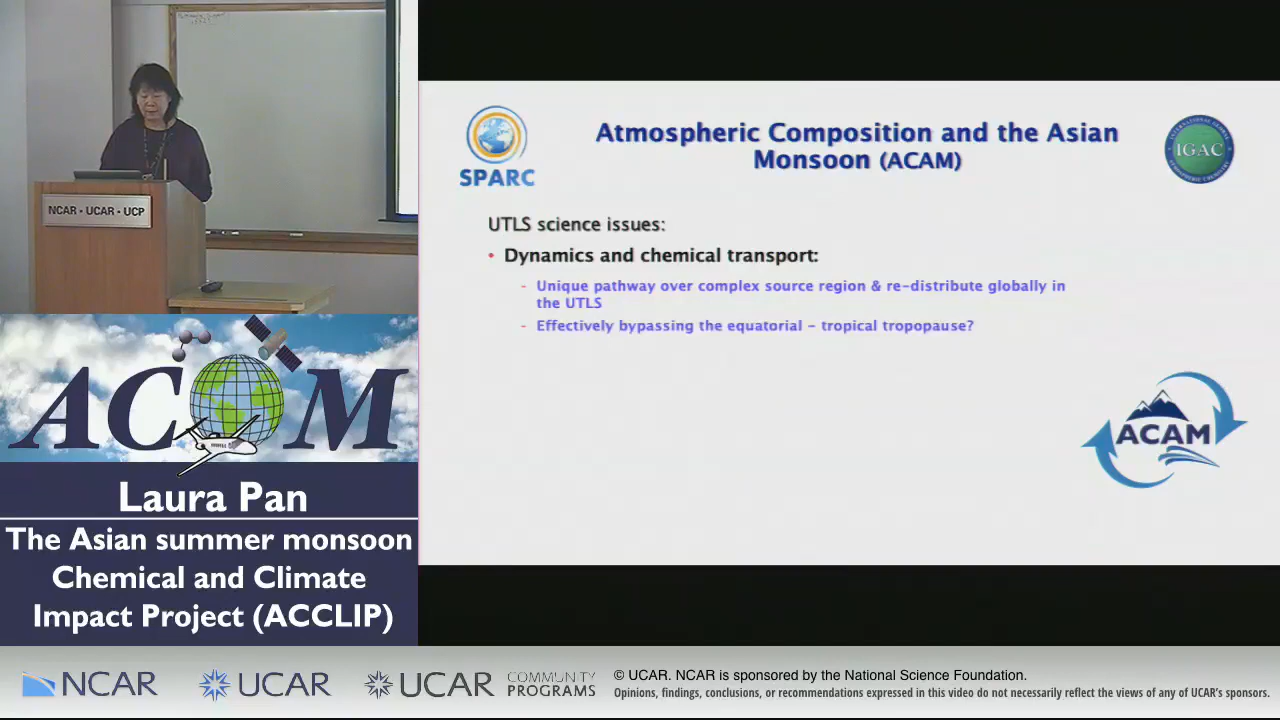 NCAR • UCAR • UCP
SPARC
Atmospheric Composition and the Asian
Monsoon (ACAM)
INTERNATIONAL GLOBAL
IGAC
ATMOSPHERIC CHEMISTRY
UTLS science issues:
• Dynamics and chemical transport:
- Unique pathway over complex source region & re-distribute globally in
the UTLS
- Effectively bypassing the equatorial - tropical tropopause?
ACAM
ACOM
Laura Pan
The Asian summer monsoon
Chemical and Climate
Impact Project (ACCLIP)
NCAR
UCAR
UCAR
COMMUNITY
PROGRAMS
© UCAR. NCAR is sponsored by the National Science Foundation.
Opinions, findings, conclusions, or recommendations expressed in this video do not necessarily reflect the views of any of UCAR's sponsors.